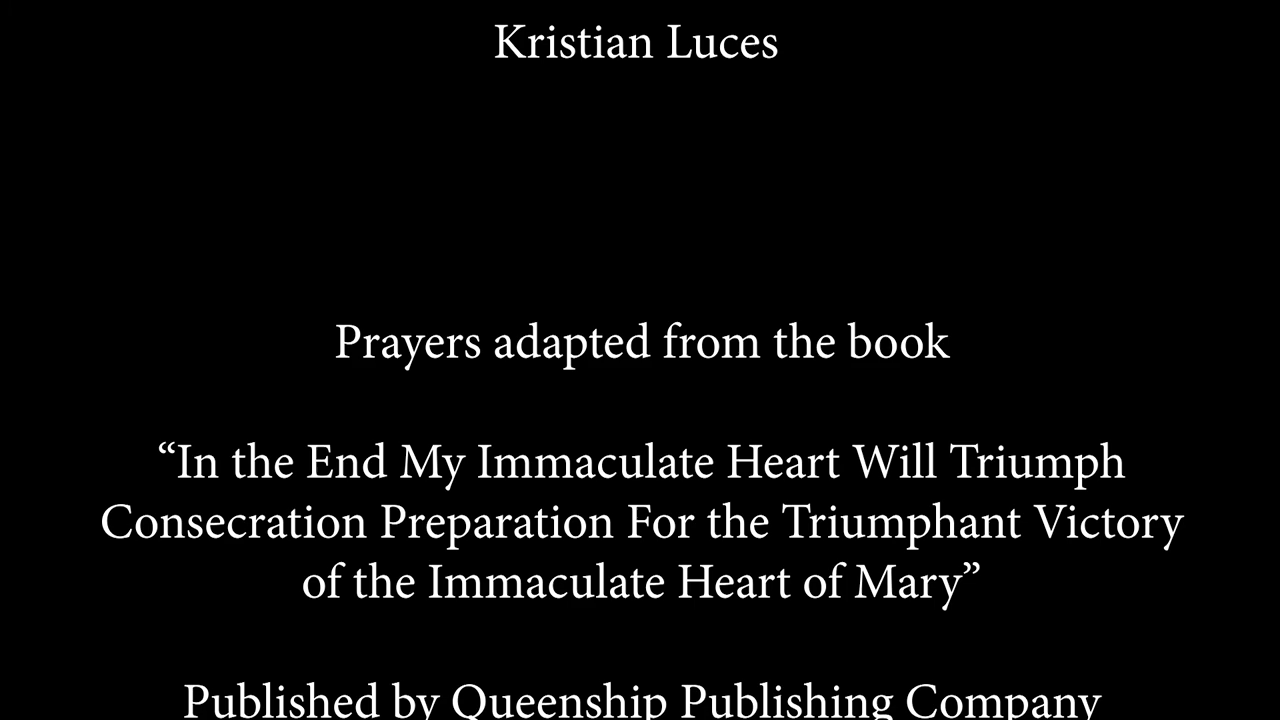 Kristian Luces
Prayers adapted from the book
“In the End My Immaculate Heart Will Triumph
Consecration Preparation For the Triumphant Victory
of the Immaculate Heart of Mary”
Published by Queenship Publishing Company